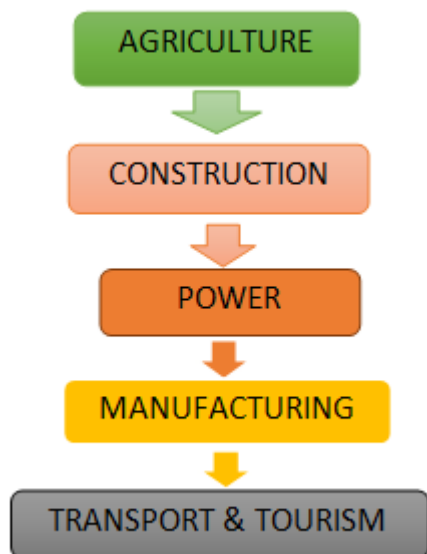 AGRICULTURE
CONSTRUCTION
POWER
MANUFACTURING
TRANSPORT & TOURISM